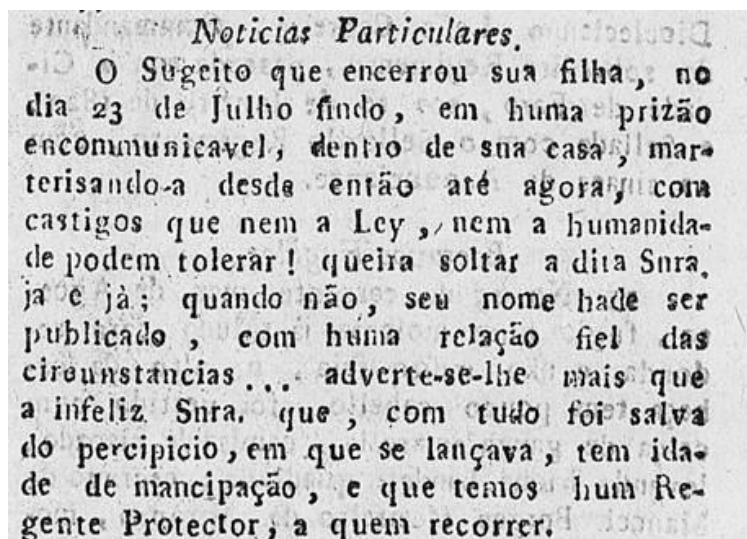 Noticias Particulares.
O Sugeito que encerrou sua filha, no
dia 23 de Julho findo, em huma prizão
encommunicavel, dentro de sua casa, mar-
terisando-a desde então até agora, com
castigos que nem a Ley, nem a humanida-
de podem tolerar! queira soltar a dita Snra.
ja e jà; quando não, seu nome hade ser
publicado, com huma relação fiel das
circunstancias... adverte-se-lhe mais que
a infeliz Snra. que, com tudo foi salva
do percipicio, em que se lançava, tem ida-
de de mancipação, e que temos hum Re-
gente Protector, a quem recorrer.